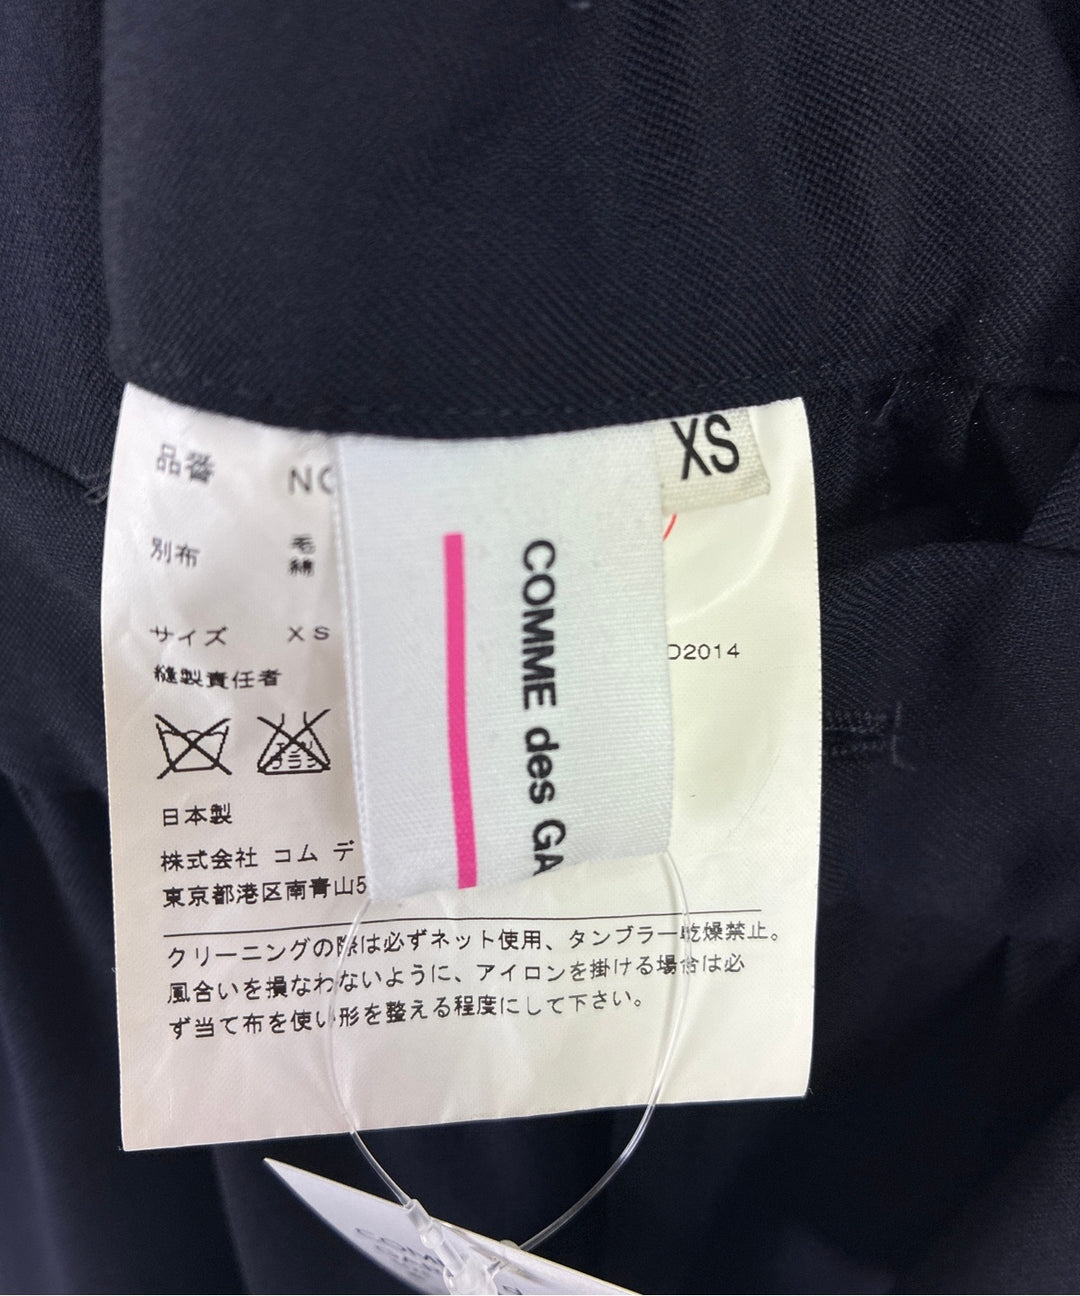 XS
品番 NC
別布 毛
綿
サイズ XS
D2014
縫製責任者
COMME des GA
日本製
株式会社 コム デ
東京都港区南青山5
クリーニングの際は必ずネット使用、タンブラー乾燥禁止。
風合いを損なわないように、アイロンを掛ける場合は必
ず当て布を使い形を整える程度にして下さい。